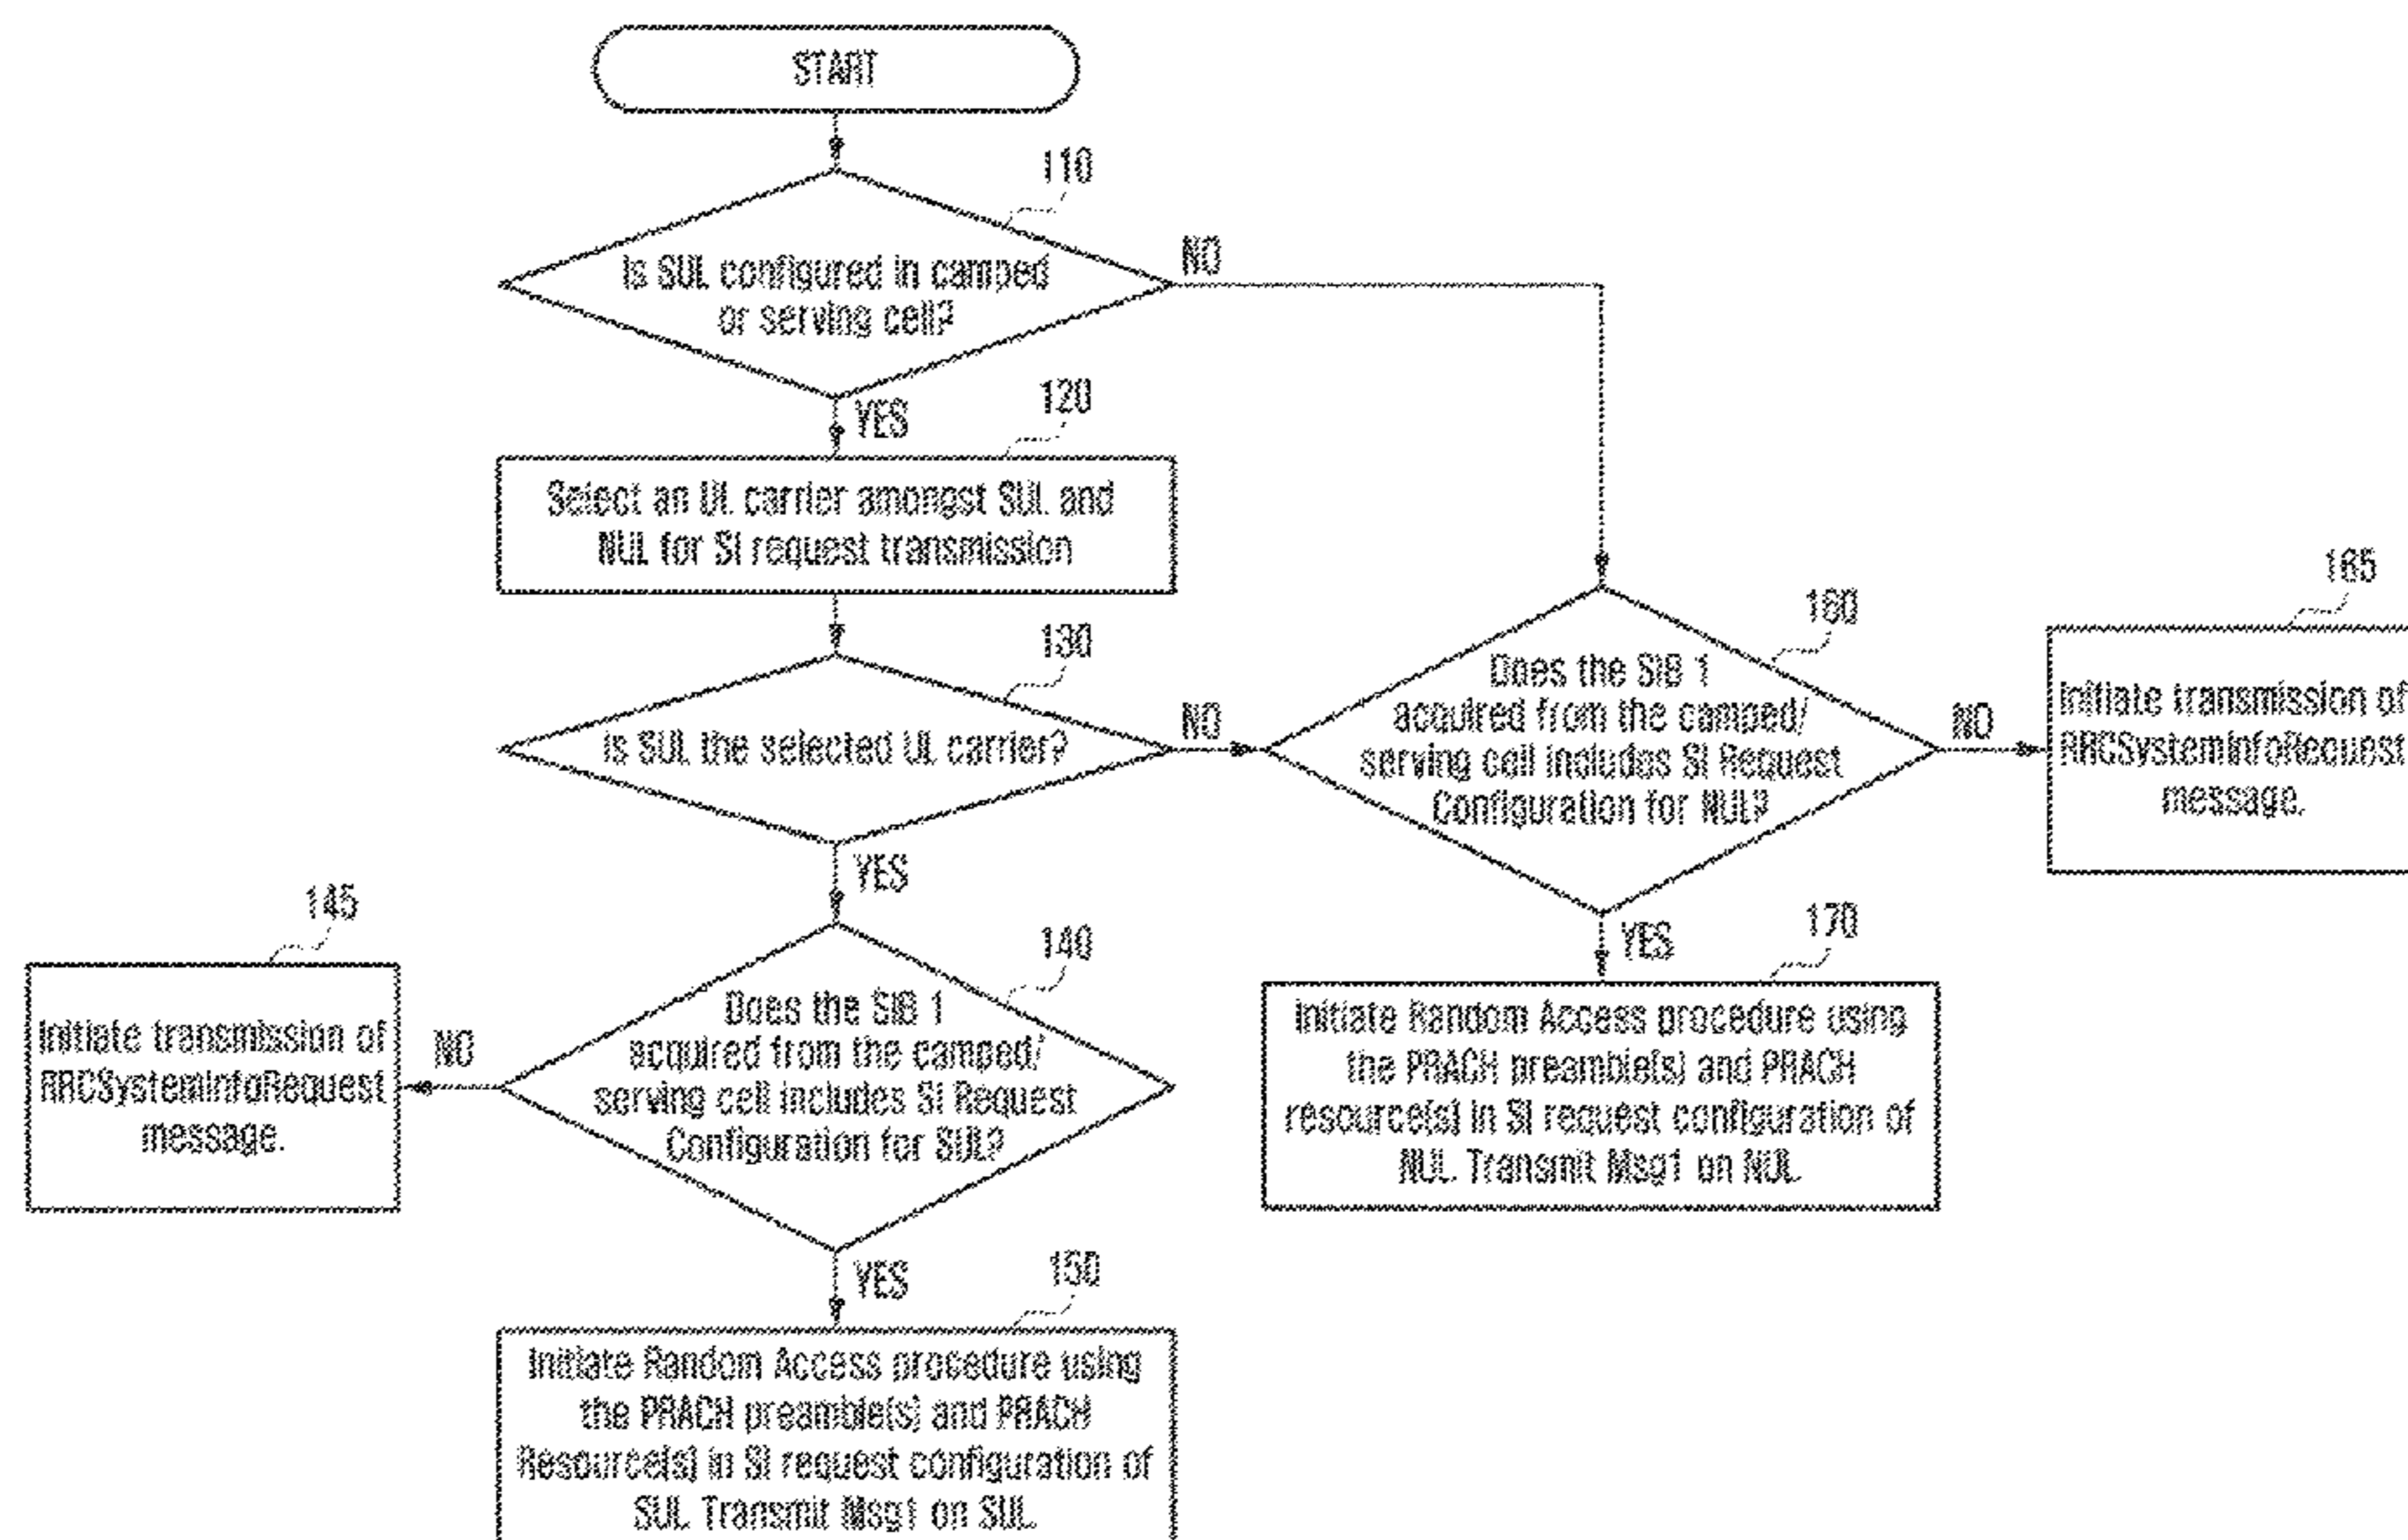 START
110
Is SUL configured in camped
or serving cell?
NO
YES
120
Select an UL carrier amongst SUL and
NUL for SI request transmission
130
Is SUL the selected UL carrier?
NO
YES
160
Does the SIB 1
acquired from the camped/
serving cell includes SI Request
Configuration for NUL?
NO
165
Initiate transmission of
RRCSystemInfoRequest
message.
YES
170
Initiate Random Access procedure using
the PRACH preamble(s) and PRACH
resource(s) in SI request configuration of
NUL. Transmit Msg1 on NUL
140
Does the SIB 1
acquired from the camped/
serving cell includes SI Request
Configuration for SUL?
NO
145
Initiate transmission of
RRCSystemInfoRequest
message.
YES
150
Initiate Random Access procedure using
the PRACH preamble(s) and PRACH
Resource(s) in SI request configuration of
SUL. Transmit Msg1 on SUL.